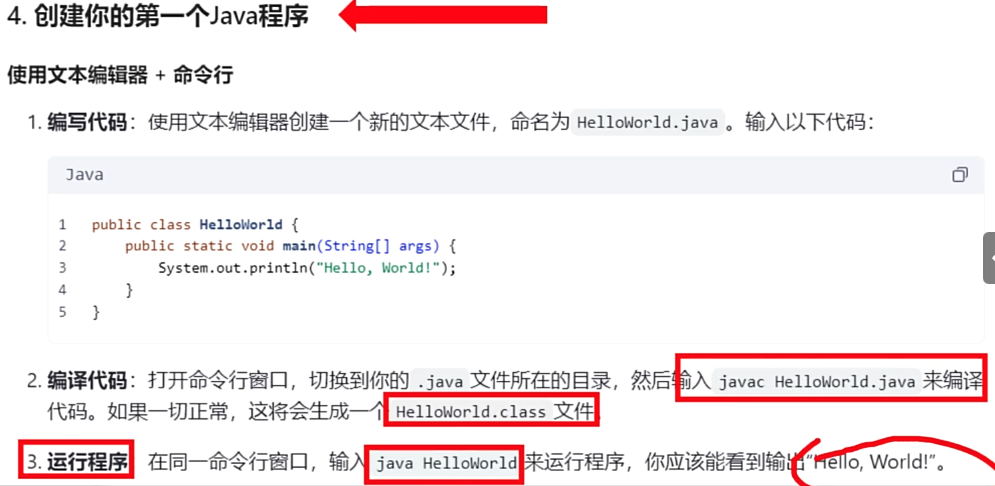 4. 创建你的第一个Java程序
使用文本编辑器 + 命令行
1. 编写代码：使用文本编辑器创建一个新的文本文件，命名为 HelloWorld.java 。输入以下代码：
Java
1 public class HelloWorld {
2     public static void main(String[] args) {
3         System.out.println("Hello, World!");
4     }
5 }
2. 编译代码：打开命令行窗口，切换到你的 .java 文件所在的目录，然后输入 javac HelloWorld.java 来编译
代码。如果一切正常，这将会生成一个 HelloWorld.class 文件
3. 运行程序 在同一命令行窗口，输入 java HelloWorld 来运行程序，你应该能看到输出“Hello, World!”。